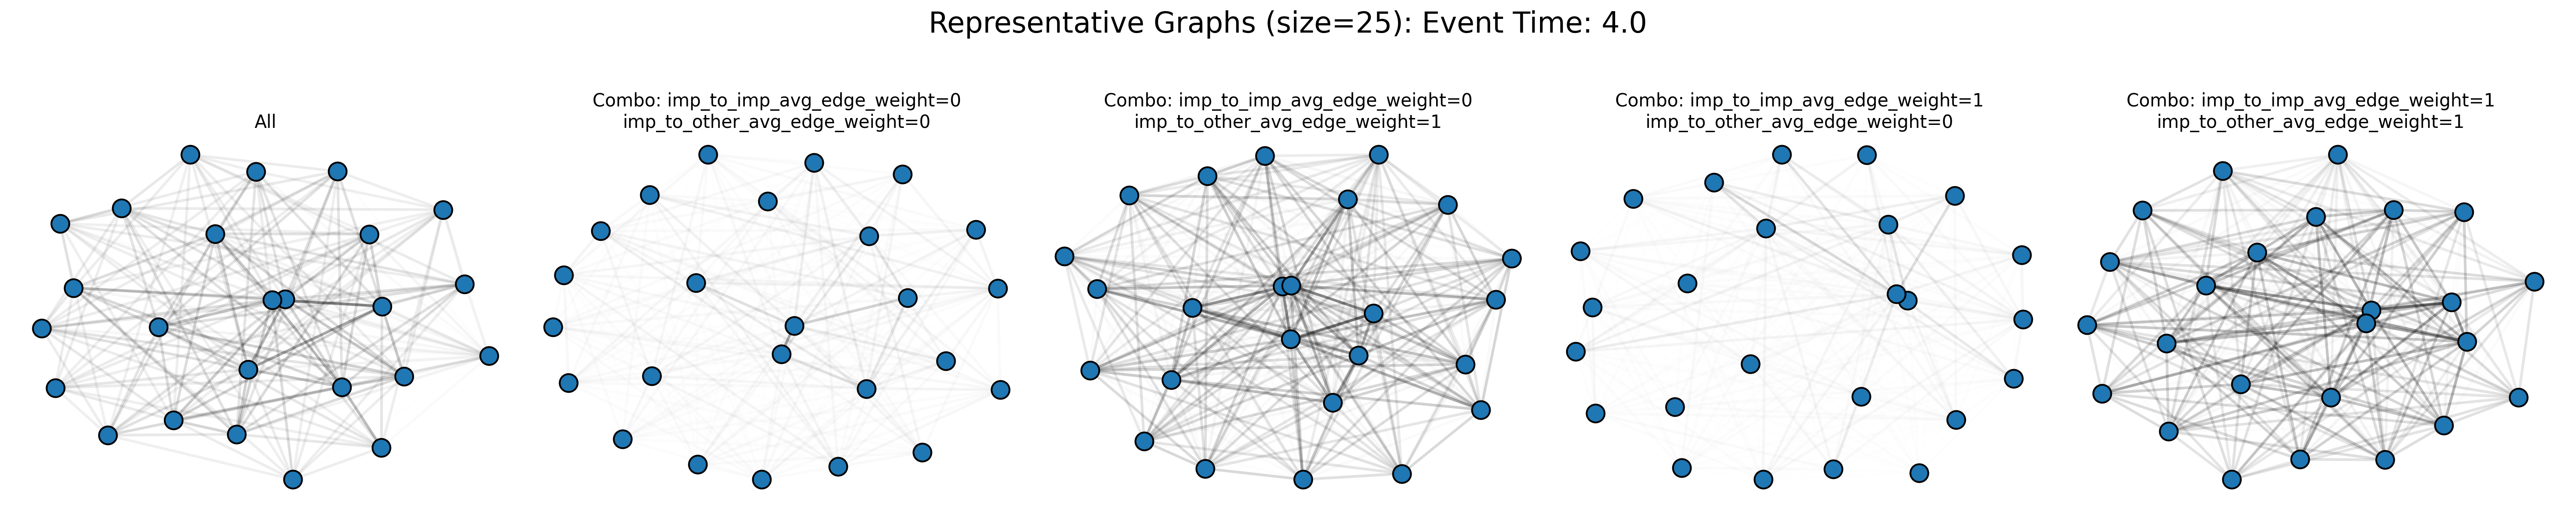 Representative Graphs (size=25): Event Time: 4.0
All
Combo: imp_to_imp_avg_edge_weight=0
imp_to_other_avg_edge_weight=0
Combo: imp_to_imp_avg_edge_weight=0
imp_to_other_avg_edge_weight=1
Combo: imp_to_imp_avg_edge_weight=1
imp_to_other_avg_edge_weight=0
Combo: imp_to_imp_avg_edge_weight=1
imp_to_other_avg_edge_weight=1